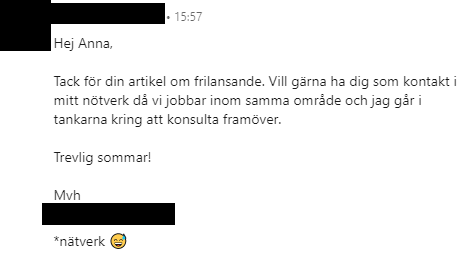 • 15:57
Hej Anna,
Tack för din artikel om frilansande. Vill gärna ha dig som kontakt i
mitt nötverk då vi jobbar inom samma område och jag går i
tankarna kring att konsulta framöver.
Trevlig sommar!
Mvh
*nätverk 😅